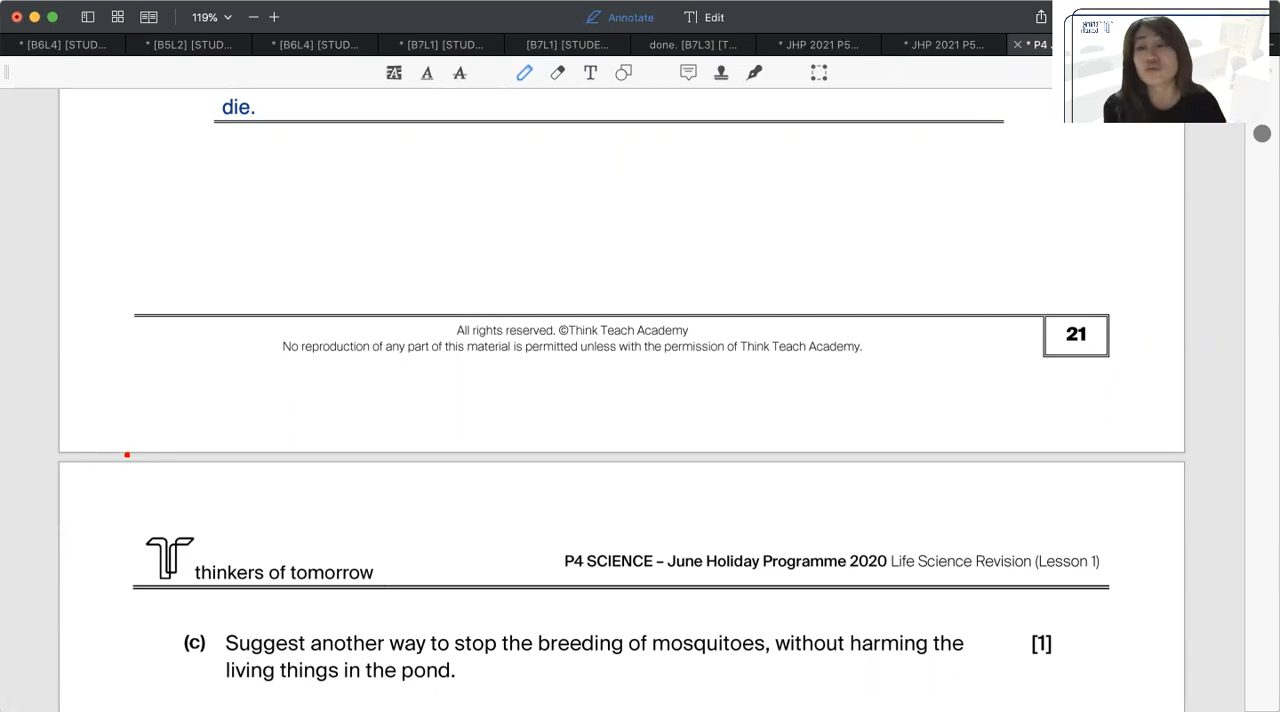 119%
Annotate
Edit
* [B6L4] [STUD...
* [B5L2] [STUD...
* [B6L4] [STUD...
* [B7L1] [STUD...
[B7L1] [STUDE...
done. [B7L3] [T...
* JHP 2021 P5...
* JHP 2021 P5...
* P4
die.
All rights reserved. ©Think Teach Academy
No reproduction of any part of this material is permitted unless with the permission of Think Teach Academy.
21
thinkers of tomorrow
P4 SCIENCE – June Holiday Programme 2020 Life Science Revision (Lesson 1)
(c) Suggest another way to stop the breeding of mosquitoes, without harming the [1]
living things in the pond.